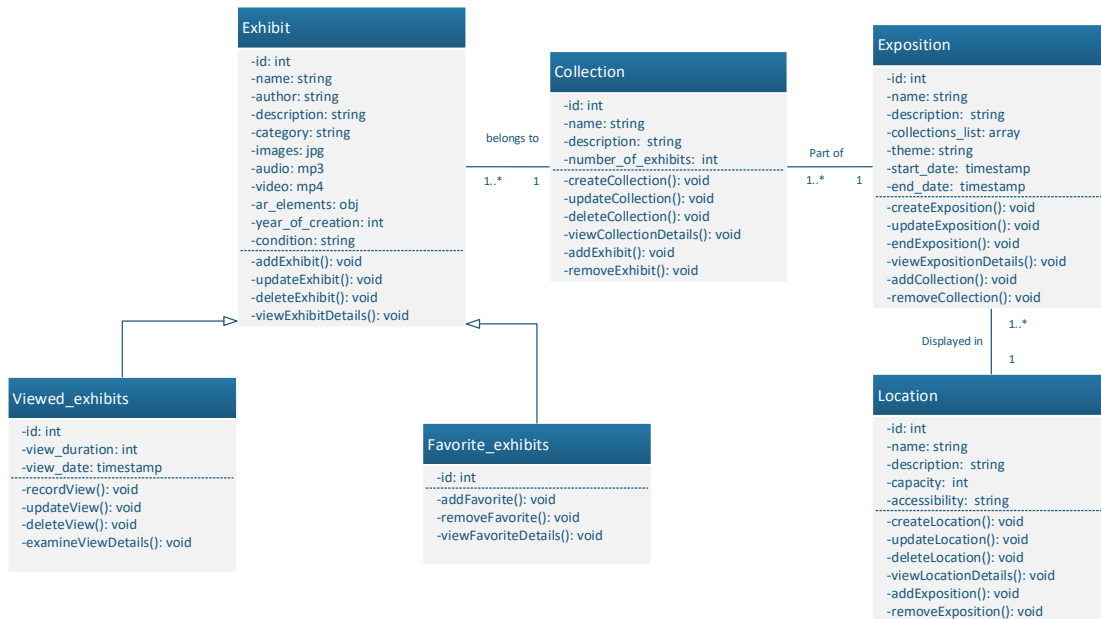 Exhibit
-id: int
-name: string
-author: string
-description: string
-category: string
-images: jpg
-audio: mp3
-video: mp4
-ar_elements: obj
-year_of_creation: int
-condition: string
-addExhibit(): void
-updateExhibit(): void
-deleteExhibit(): void
-viewExhibitDetails(): void
belongs to
1..* 1
Collection
-id: int
-name: string
-description: string
-number_of_exhibits: int
-createCollection(): void
-updateCollection(): void
-deleteCollection(): void
-viewCollectionDetails(): void
-addExhibit(): void
-removeExhibit(): void
Part of
1..* 1
Exposition
-id: int
-name: string
-description: string
-collections_list: array
-theme: string
-start_date: timestamp
-end_date: timestamp
-createExposition(): void
-updateExposition(): void
-endExposition(): void
-viewExpositionDetails(): void
-addCollection(): void
-removeCollection(): void
1..*
Displayed in
1
Viewed_exhibits
-id: int
-view_duration: int
-view_date: timestamp
-recordView(): void
-updateView(): void
-deleteView(): void
-examineViewDetails(): void
Favorite_exhibits
-id: int
-addFavorite(): void
-removeFavorite(): void
-viewFavoriteDetails(): void
Location
-id: int
-name: string
-description: string
-capacity: int
-accessibility: string
-createLocation(): void
-updateLocation(): void
-deleteLocation(): void
-viewLocationDetails(): void
-addExposition(): void
-removeExposition(): void